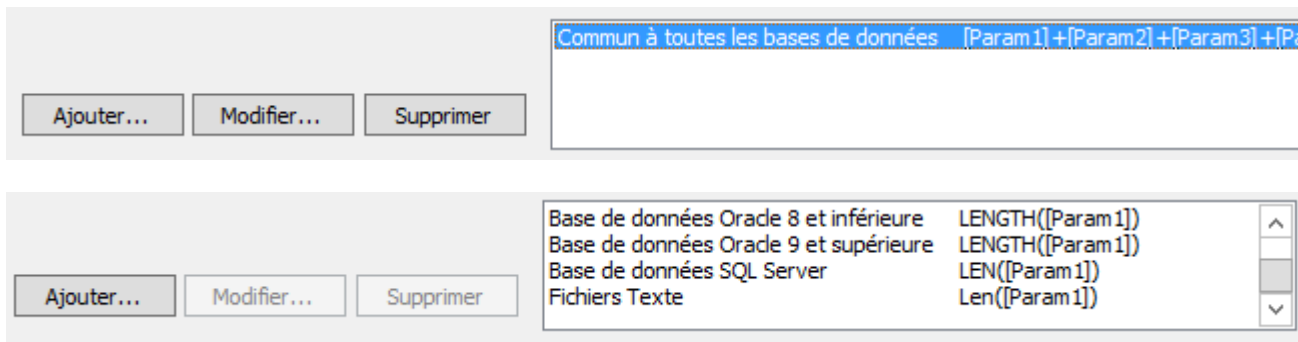 Commun à toutes les bases de données [Param1]+[Param2]+[Param3]+[Pa
Ajouter... Modifier... Supprimer
Base de données Oracle 8 et inférieure LENGTH([Param1])
Base de données Oracle 9 et supérieure LENGTH([Param1])
Base de données SQL Server LEN([Param1])
Fichiers Texte Len([Param1])
Ajouter... Modifier... Supprimer